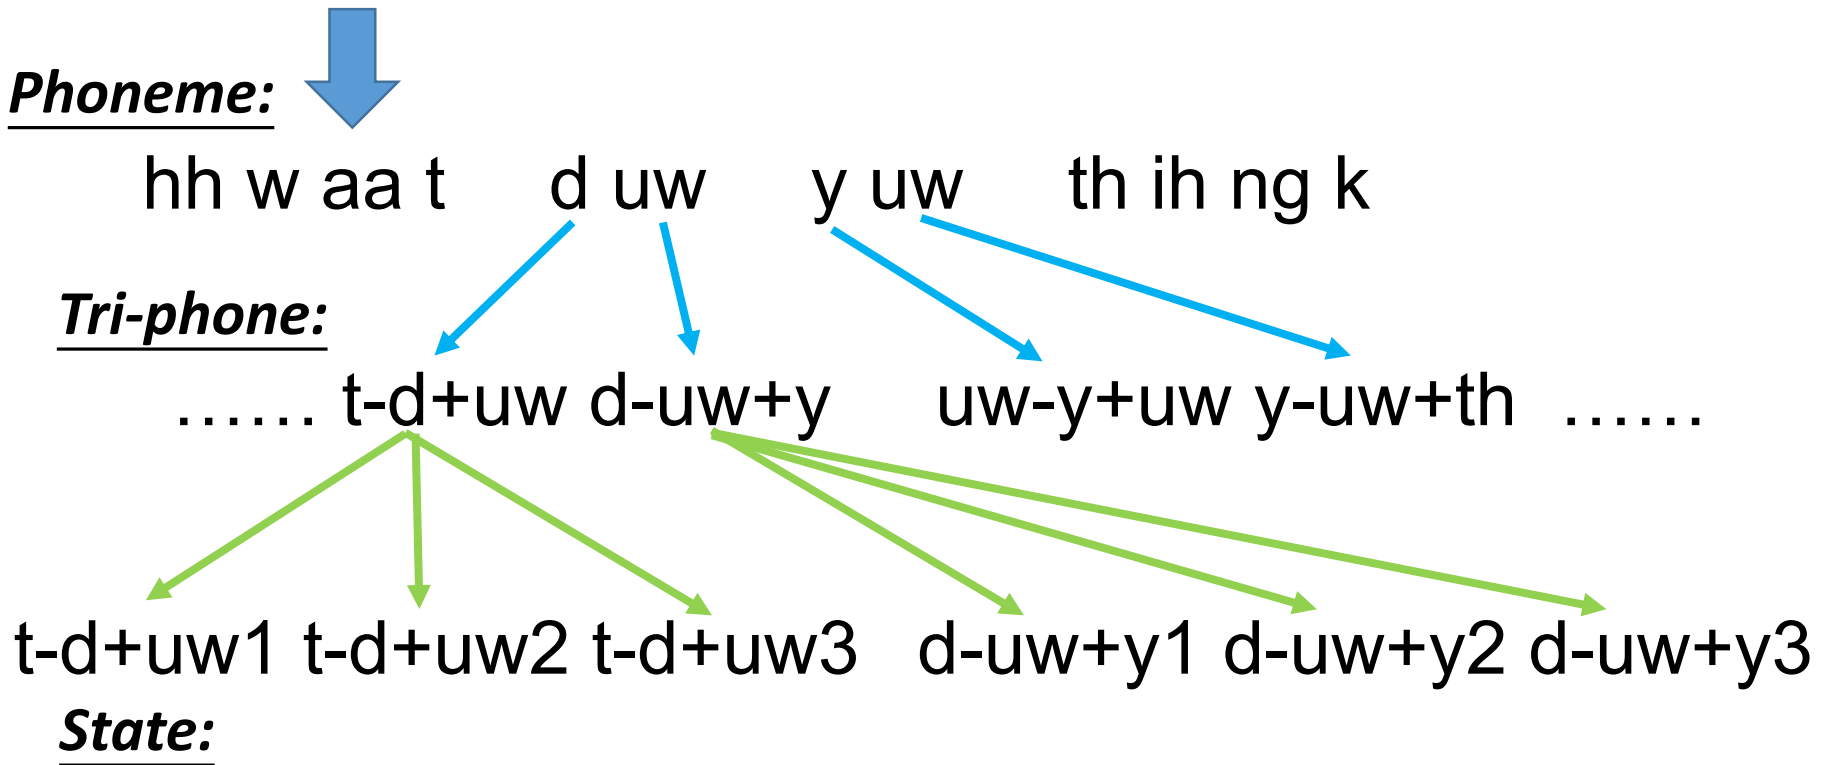 Phoneme:
hh w aa t d uw y uw th ih ng k
Tri-phone:
...... t-d+uw d-uw+y uw-y+uw y-uw+th ......
t-d+uw1 t-d+uw2 t-d+uw3 d-uw+y1 d-uw+y2 d-uw+y3
State: